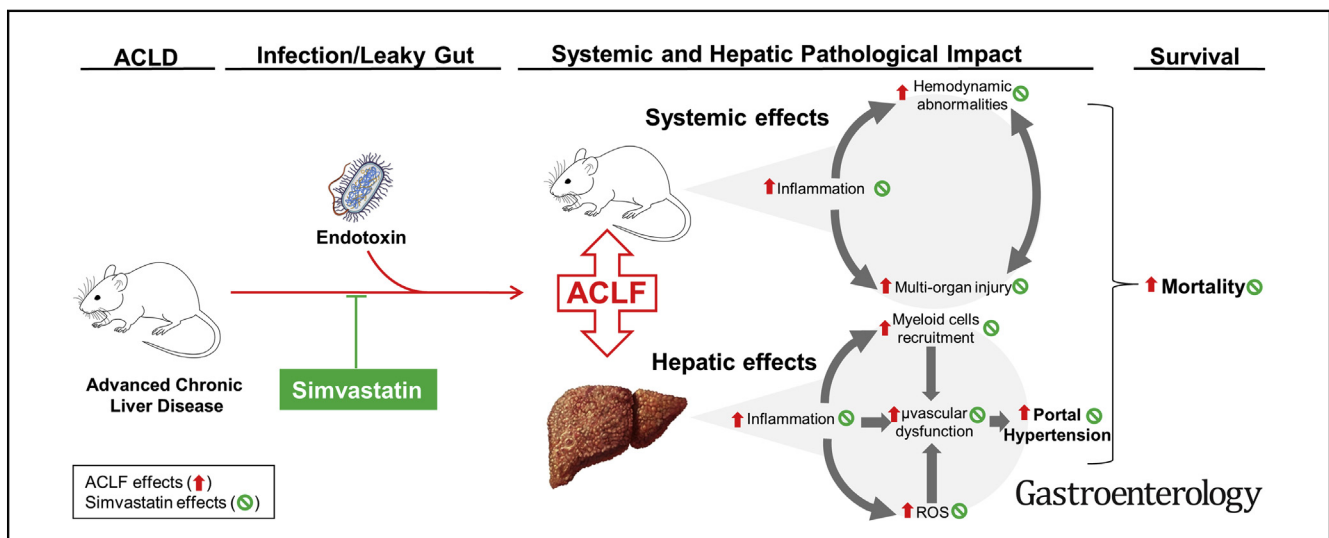 ACLD
Infection/Leaky Gut
Systemic and Hepatic Pathological Impact
Survival
Endotoxin
Advanced Chronic
Liver Disease
Simvastatin
ACLF
Systemic effects
Hemodynamic
abnormalities
Inflammation
Multi-organ injury
Hepatic effects
Myeloid cells
recruitment
Inflammation
µvascular
dysfunction
Portal
Hypertension
ROS
Mortality
ACLF effects (⬆)
Simvastatin effects (🛇)
Gastroenterology